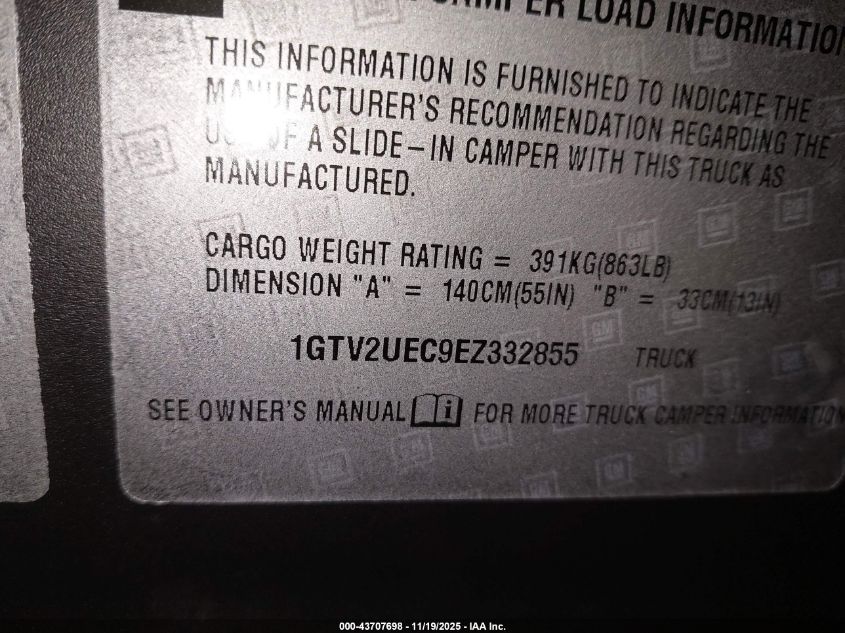 CAMPER LOAD INFORMATION
THIS INFORMATION IS FURNISHED TO INDICATE THE
MANUFACTURER'S RECOMMENDATION REGARDING THE
USE OF A SLIDE-IN CAMPER WITH THIS TRUCK AS
MANUFACTURED.
CARGO WEIGHT RATING = 391KG(863LB)
DIMENSION "A" = 140CM(55IN) "B" = 33CM(13IN)
1GTV2UEC9EZ332855 TRUCK
SEE OWNER'S MANUAL FOR MORE TRUCK CAMPER INFORMATION
000-43707698 - 11/19/2025 - IAA Inc.